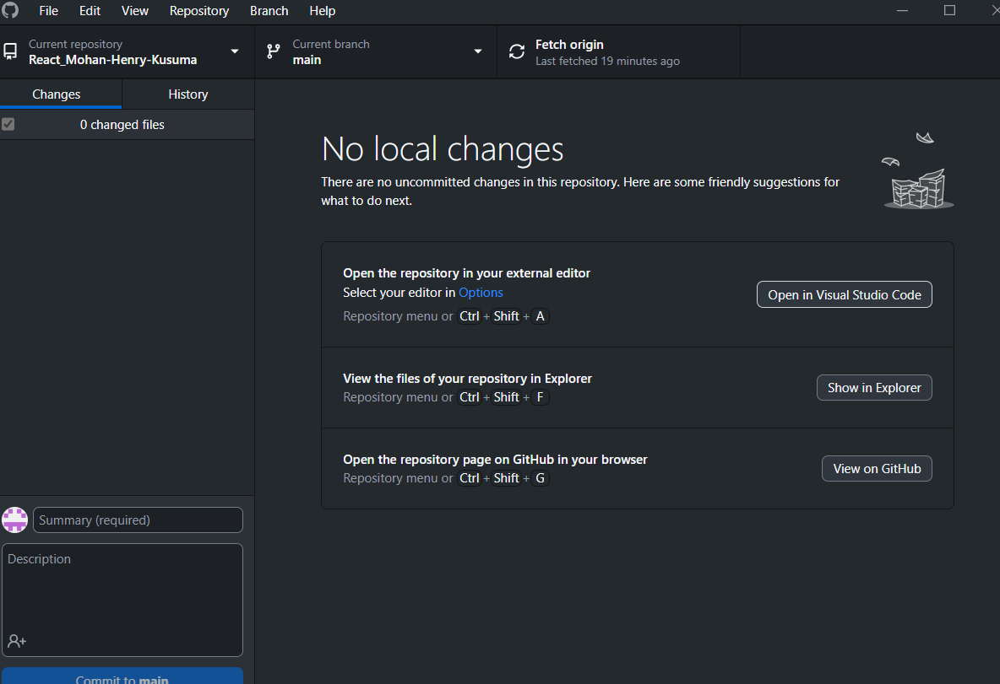 File Edit View Repository Branch Help
Current repository
React_Mohan-Henry-Kusuma
Current branch
main
Fetch origin
Last fetched 19 minutes ago
Changes History
0 changed files
No local changes
There are no uncommitted changes in this repository. Here are some friendly suggestions for
what to do next.
Open the repository in your external editor
Select your editor in Options
Repository menu or Ctrl + Shift + A
Open in Visual Studio Code
View the files of your repository in Explorer
Repository menu or Ctrl + Shift + F
Show in Explorer
Open the repository page on GitHub in your browser
Repository menu or Ctrl + Shift + G
View on GitHub
Summary (required)
Description
Commit to main